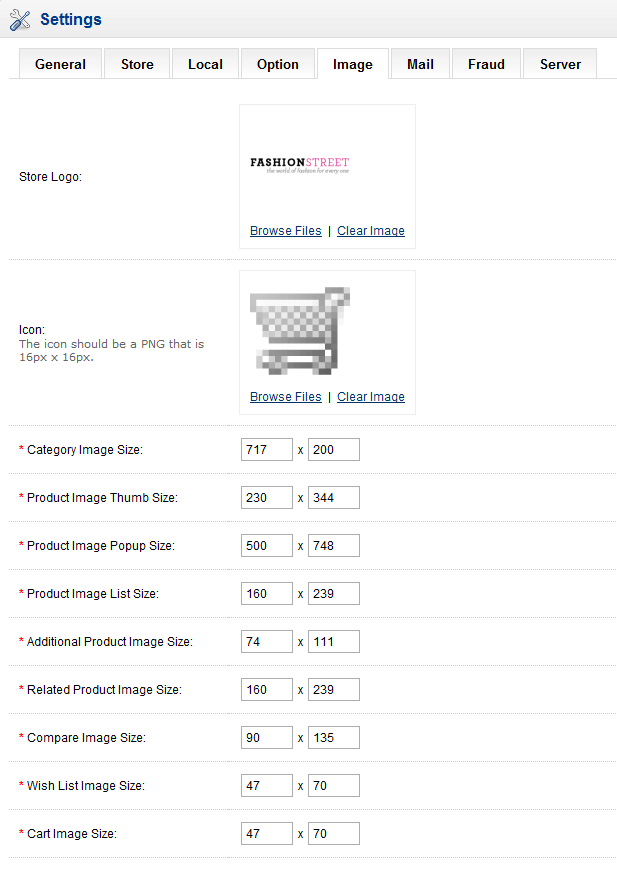 Settings
General Store Local Option Image Mail Fraud Server
Store Logo:
FASHIONSTREET
the world of fashion for every one
Browse Files | Clear Image
Icon:
The icon should be a PNG that is
16px x 16px.
Browse Files | Clear Image
* Category Image Size: 717 x 200
* Product Image Thumb Size: 230 x 344
* Product Image Popup Size: 500 x 748
* Product Image List Size: 160 x 239
* Additional Product Image Size: 74 x 111
* Related Product Image Size: 160 x 239
* Compare Image Size: 90 x 135
* Wish List Image Size: 47 x 70
* Cart Image Size: 47 x 70